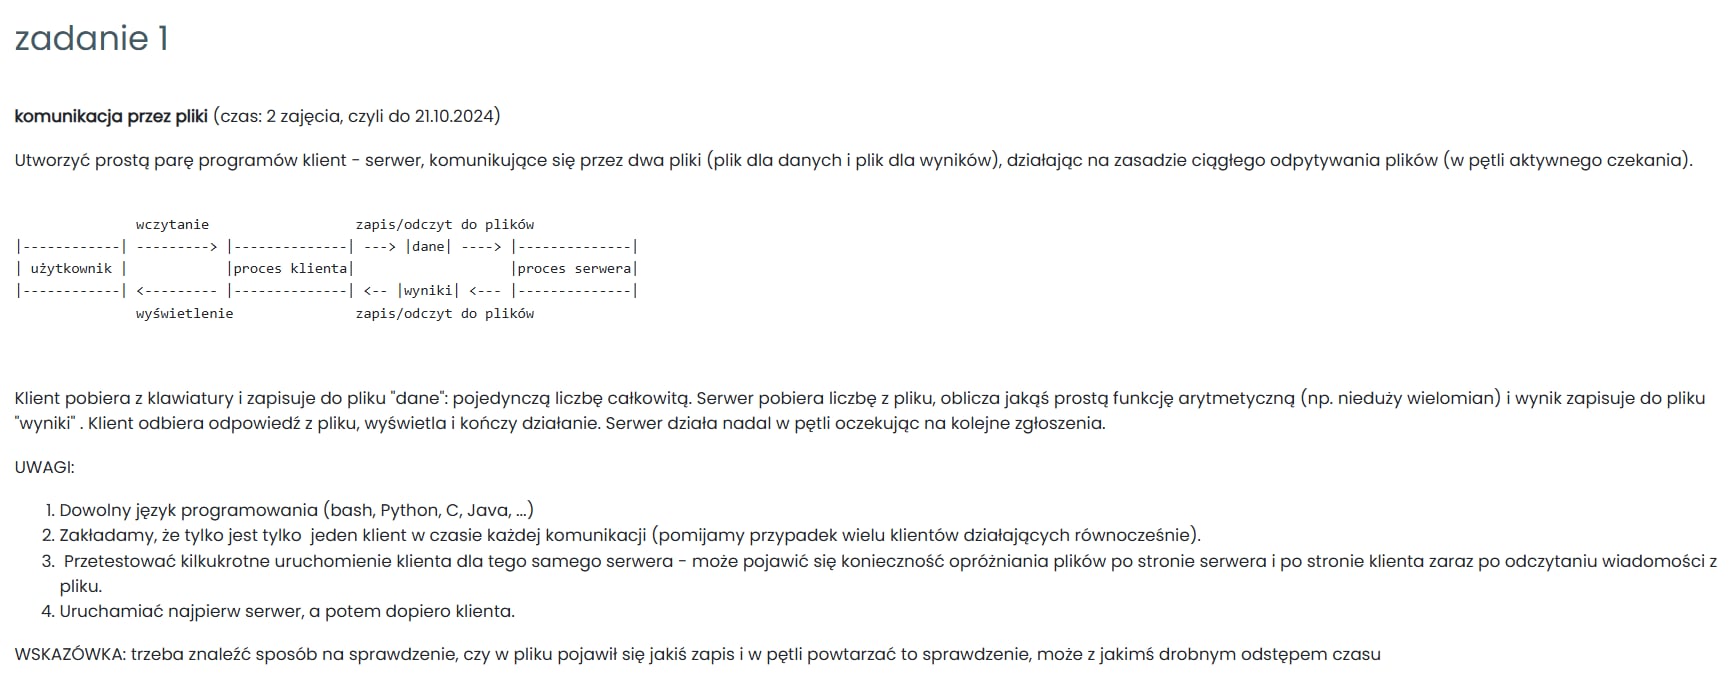 zadanie 1
komunikacja przez pliki (czas: 2 zajęcia, czyli do 21.10.2024)
Utworzyć prostą parę programów klient - serwer, komunikujące się przez dwa pliki (plik dla danych i plik dla wyników), działając na zasadzie ciągłego odpytywania plików (w pętli aktywnego czekania).
wczytanie                  zapis/odczyt do plików
|------------| ---------> |--------------| ---> |dane| ----> |--------------|
| użytkownik |            |proces klienta|                   |proces serwera|
|------------| <--------- |--------------| <-- |wyniki| <--- |--------------|
wyświetlenie               zapis/odczyt do plików
Klient pobiera z klawiatury i zapisuje do pliku "dane": pojedynczą liczbę całkowitą. Serwer pobiera liczbę z pliku, oblicza jakąś prostą funkcję arytmetyczną (np. nieduży wielomian) i wynik zapisuje do pliku
"wyniki" . Klient odbiera odpowiedź z pliku, wyświetla i kończy działanie. Serwer działa nadal w pętli oczekując na kolejne zgłoszenia.
UWAGI:
1. Dowolny język programowania (bash, Python, C, Java, ...)
2. Zakładamy, że tylko jest tylko  jeden klient w czasie każdej komunikacji (pomijamy przypadek wielu klientów działających równocześnie).
3.  Przetestować kilkukrotne uruchomienie klienta dla tego samego serwera - może pojawić się konieczność opróżniania plików po stronie serwera i po stronie klienta zaraz po odczytaniu wiadomości z
pliku.
4. Uruchamiać najpierw serwer, a potem dopiero klienta.
WSKAZÓWKA: trzeba znaleźć sposób na sprawdzenie, czy w pliku pojawił się jakiś zapis i w pętli powtarzać to sprawdzenie, może z jakimś drobnym odstępem czasu